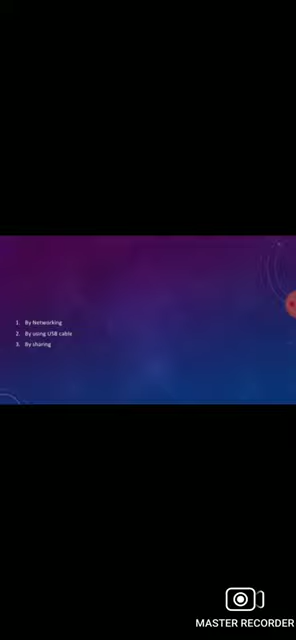 1. By Networking
2. By using USB cable
3. By sharing
MASTER RECORDER